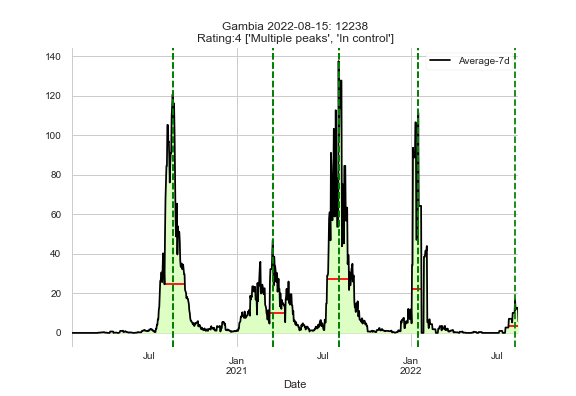 Gambia 2022-08-15: 12238
Rating:4 ['Multiple peaks', 'In control']
Average-7d
140
120
100
80
60
40
20
0
Jul
Jan
2021
Jul
Jan
2022
Jul
Date